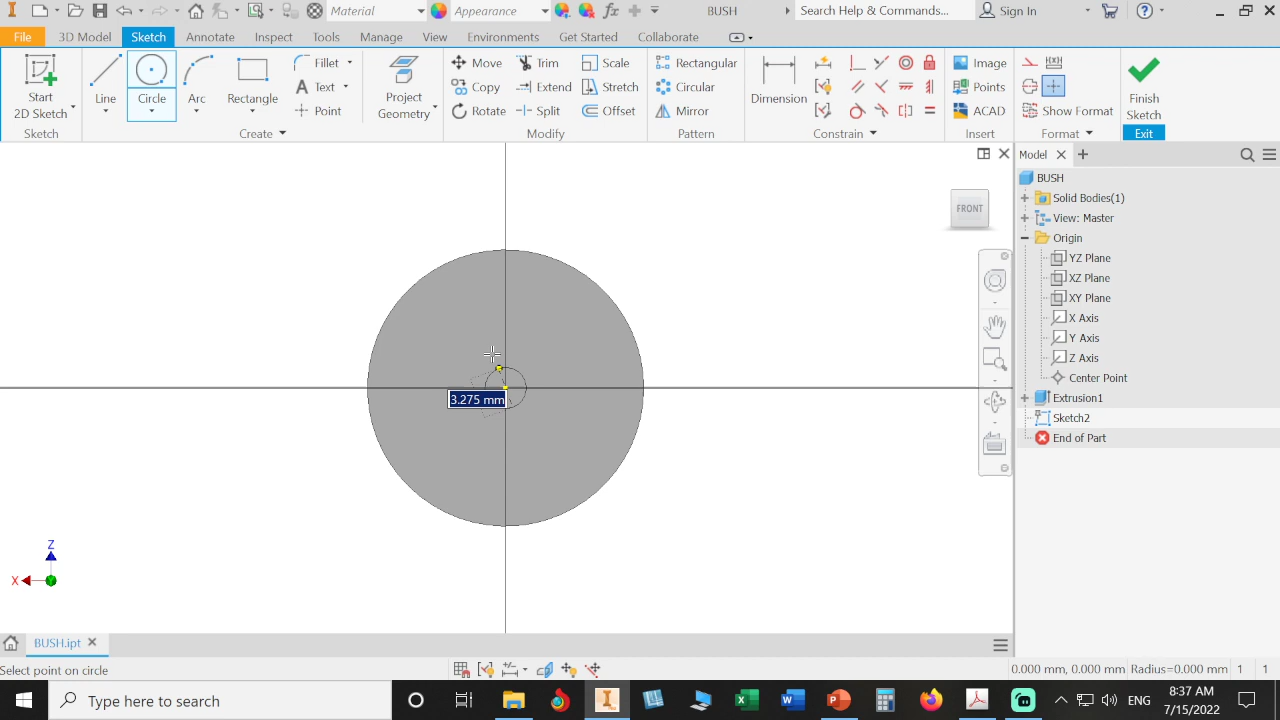 Material
Appearance
BUSH
Search Help & Commands...
Sign In
File
3D Model
Sketch
Annotate
Inspect
Tools
Manage
View
Environments
Get Started
Collaborate
Start
2D Sketch
Line
Circle
Arc
Rectangle
Fillet
Text
Point
Project
Geometry
Move
Copy
Rotate
Trim
Extend
Split
Scale
Stretch
Offset
Rectangular
Circular
Mirror
Dimension
Image
Points
ACAD
Show Format
Finish
Sketch
Sketch
Create
Modify
Pattern
Constrain
Insert
Format
Exit
Model
BUSH
Solid Bodies(1)
View: Master
Origin
YZ Plane
XZ Plane
XY Plane
X Axis
Y Axis
Z Axis
Center Point
Extrusion1
Sketch2
End of Part
FRONT
3.275 mm
Z
X
BUSH.ipt
Select point on circle
0.000 mm, 0.000 mm Radius=0.000 mm 1 1
Type here to search
ENG
8:37 AM
7/15/2022